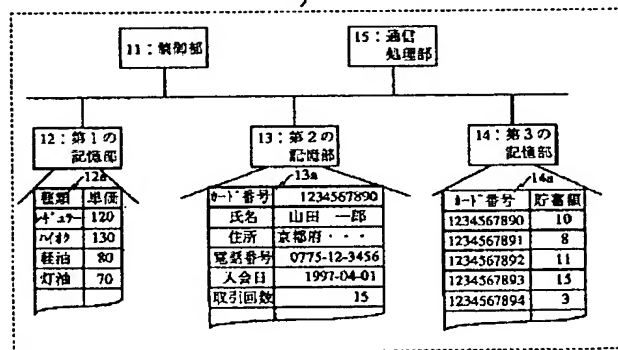 11：制御部
15：通信
処理部
12：第1の
記憶部
13：第2の
記憶部
14：第3の
記憶部
12a
13a
14a
種類 単価
ﾚｷﾞｭﾗｰ 120
ﾊｲｵｸ 130
軽油 80
灯油 70
ｶｰﾄﾞ番号 1234567890
氏名 山田 一郎
住所 京都府・・・
電話番号 0775-12-3456
入会日 1997-04-01
取引回数 15
ｶｰﾄﾞ番号 貯蓄額
1234567890 10
1234567891 8
1234567892 11
1234567893 15
1234567894 3